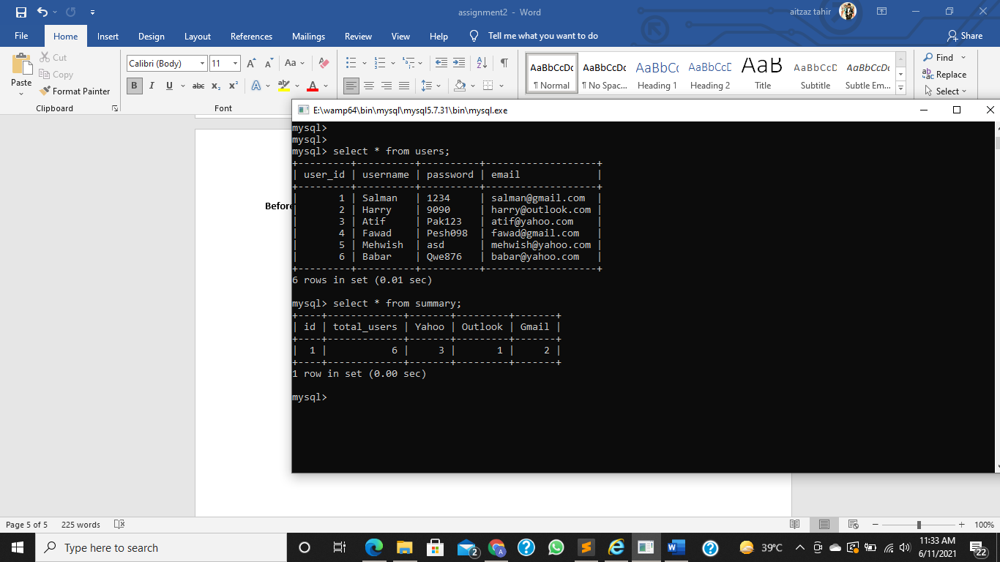 assignment2 - Word
aitzaz tahir
File Home Insert Design Layout References Mailings Review View Help Tell me what you want to do Share
Paste
Cut
Copy
Format Painter
Clipboard
Calibri (Body) 11
Font
AaBbCcDc AaBbCcDc AaBbCc AaBbCcD AaB AaBbCcD AaBbCcDc
¶ Normal ¶ No Spac... Heading 1 Heading 2 Title Subtitle Subtle Em...
Find
Replace
Select
Before
E:\wamp64\bin\mysql\mysql5.7.31\bin\mysql.exe
mysql>
mysql>
mysql> select * from users;
+---------+----------+----------+-------------------+
| user_id | username | password | email             |
+---------+----------+----------+-------------------+
|       1 | Salman   | 1234     | salman@gmail.com  |
|       2 | Harry    | 9090     | harry@outlook.com |
|       3 | Atif     | Pak123   | atif@yahoo.com    |
|       4 | Fawad    | Pesh098  | fawad@gmail.com   |
|       5 | Mehwish  | asd      | mehwish@yahoo.com |
|       6 | Babar    | Qwe876   | babar@yahoo.com   |
+---------+----------+----------+-------------------+
6 rows in set (0.01 sec)
mysql> select * from summary;
+----+-------------+-------+---------+-------+
| id | total_users | Yahoo | Outlook | Gmail |
+----+-------------+-------+---------+-------+
|  1 |           6 |     3 |       1 |     2 |
+----+-------------+-------+---------+-------+
1 row in set (0.00 sec)
mysql>
Page 5 of 5 225 words 100%
Type here to search
2
39°C
11:33 AM
6/11/2021
22